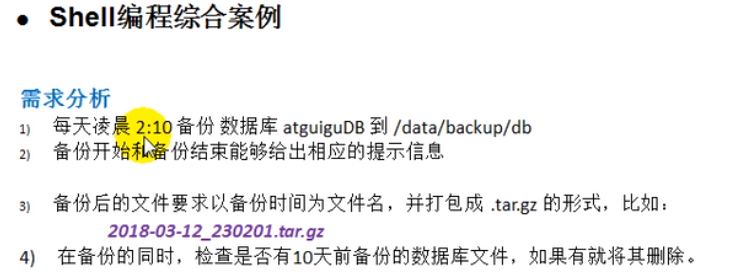 ● Shell编程综合案例
需求分析
1) 每天凌晨 2:10 备份 数据库 atguiguDB 到 /data/backup/db
2) 备份开始和备份结束能够给出相应的提示信息
3) 备份后的文件要求以备份时间为文件名，并打包成 .tar.gz 的形式，比如：
2018-03-12_230201.tar.gz
4) 在备份的同时，检查是否有10天前备份的数据库文件，如果有就将其删除。